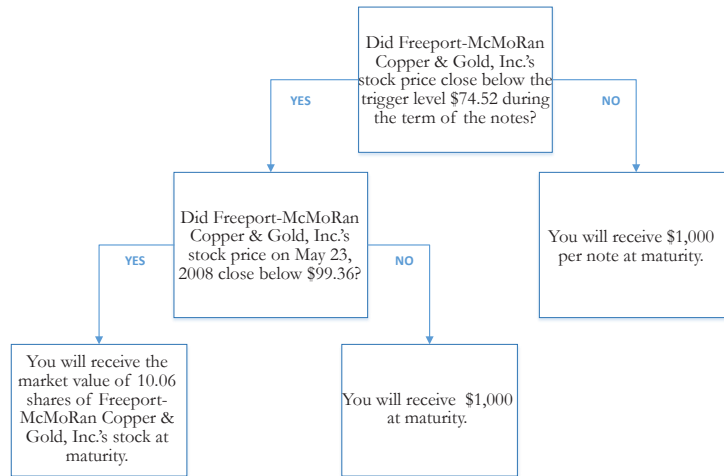 Did Freeport-McMoRan
Copper & Gold, Inc.'s
stock price close below the
trigger level $74.52 during
the term of the notes?
YES
NO
Did Freeport-McMoRan
Copper & Gold, Inc.'s
stock price on May 23,
2008 close below $99.36?
You will receive $1,000
per note at maturity.
YES
NO
You will receive the
market value of 10.06
shares of Freeport-
McMoRan Copper &
Gold, Inc.'s stock at
maturity.
You will receive $1,000
at maturity.